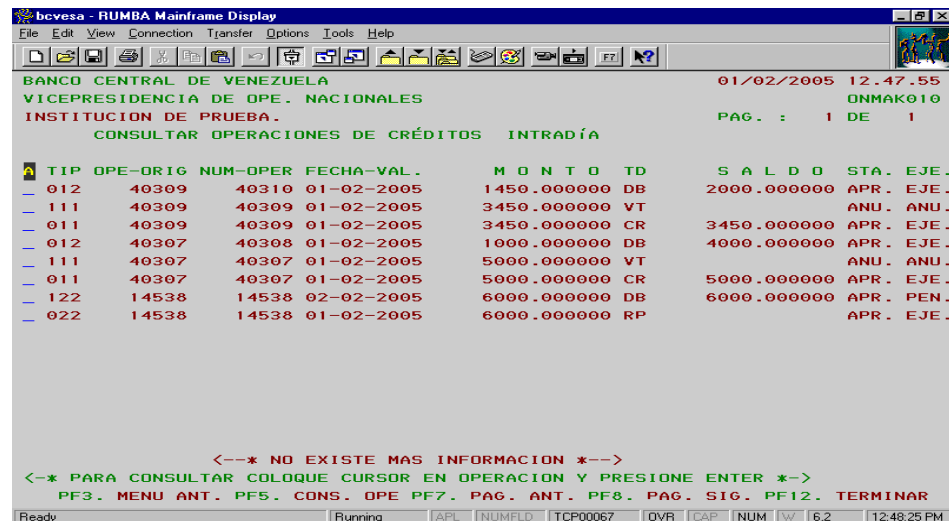 bcvesa - RUMBA Mainframe Display
File Edit View Connection Transfer Options Tools Help
F7
BANCO CENTRAL DE VENEZUELA 01/02/2005 12.47.55
VICEPRESIDENCIA DE OPE. NACIONALES ONMAK010
INSTITUCION DE PRUEBA. PAG. : 1 DE 1
CONSULTAR OPERACIONES DE CRÉDITOS INTRADÍA
A TIP OPE-ORIG NUM-OPER FECHA-VAL. M O N T O TD S A L D O STA. EJE.
_ 012 40309 40310 01-02-2005 1450.000000 DB 2000.000000 APR. EJE.
_ 111 40309 40309 01-02-2005 3450.000000 VT ANU. ANU.
_ 011 40309 40309 01-02-2005 3450.000000 CR 3450.000000 APR. EJE.
_ 012 40307 40308 01-02-2005 1000.000000 DB 4000.000000 APR. EJE.
_ 111 40307 40307 01-02-2005 5000.000000 VT ANU. ANU.
_ 011 40307 40307 01-02-2005 5000.000000 CR 5000.000000 APR. EJE.
_ 122 14538 14538 02-02-2005 6000.000000 DB 6000.000000 APR. PEN.
_ 022 14538 14538 01-02-2005 6000.000000 RP APR. EJE.
<--* NO EXISTE MAS INFORMACION *-->
<-* PARA CONSULTAR COLOQUE CURSOR EN OPERACION Y PRESIONE ENTER *->
PF3. MENU ANT. PF5. CONS. OPE PF7. PAG. ANT. PF8. PAG. SIG. PF12. TERMINAR
Ready Running APL NUMFLD TCP00067 OVR CAP NUM W 6.2 12:48:25 PM